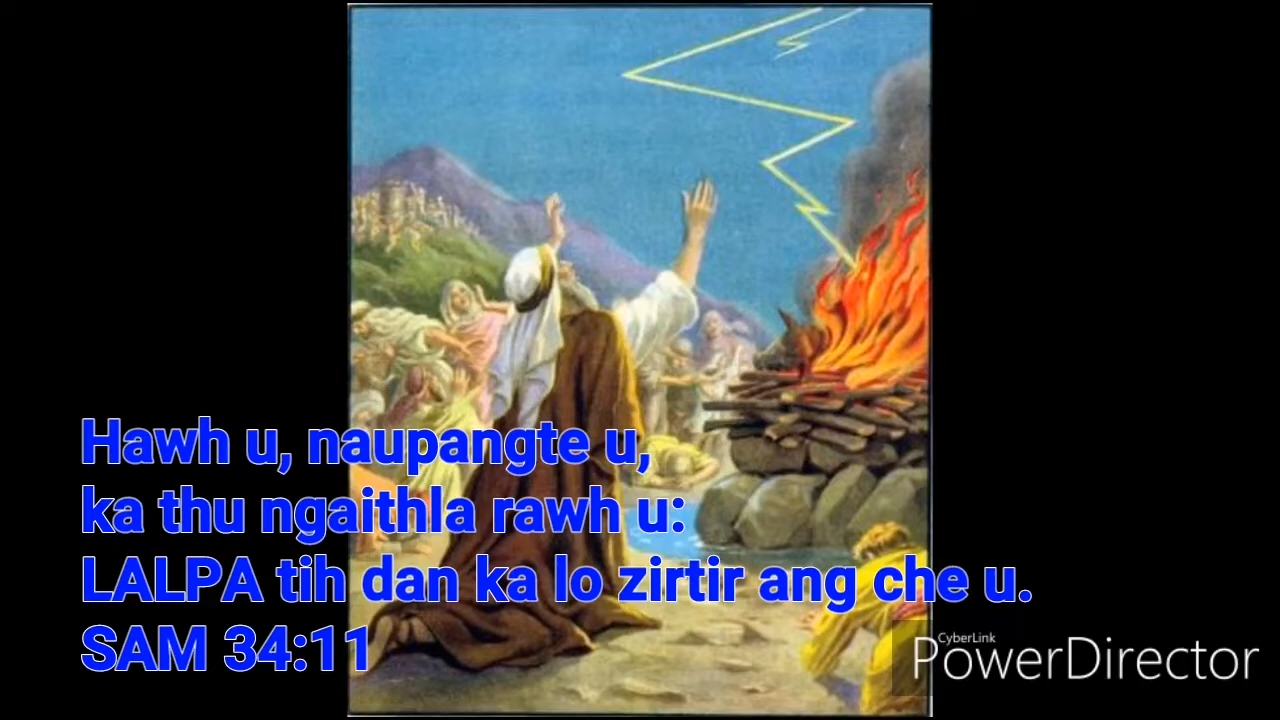 Hawh u, naupangte u,
ka thu ngaithla rawh u:
LALPA tih dan ka lo zirtir ang che u.
SAM 34:11
CyberLink
PowerDirector